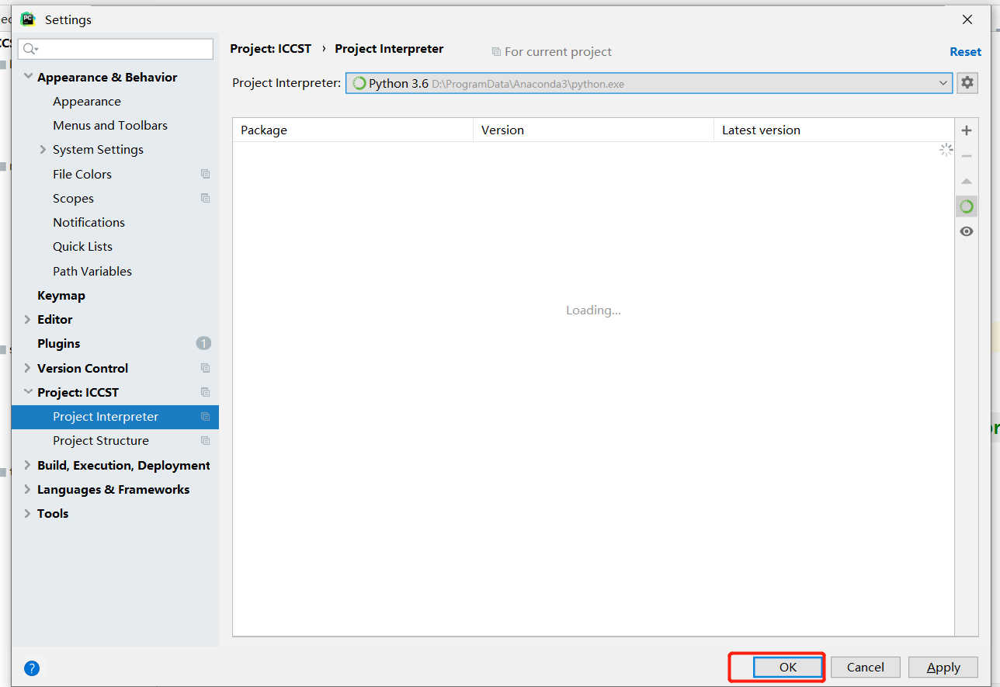 Settings
Project: ICCST › Project Interpreter
For current project
Reset
Project Interpreter:
Python 3.6 D:\ProgramData\Anaconda3\python.exe
Package
Version
Latest version
Loading...
Appearance & Behavior
Appearance
Menus and Toolbars
System Settings
File Colors
Scopes
Notifications
Quick Lists
Path Variables
Keymap
Editor
Plugins
1
Version Control
Project: ICCST
Project Interpreter
Project Structure
Build, Execution, Deployment
Languages & Frameworks
Tools
?
OK
Cancel
Apply